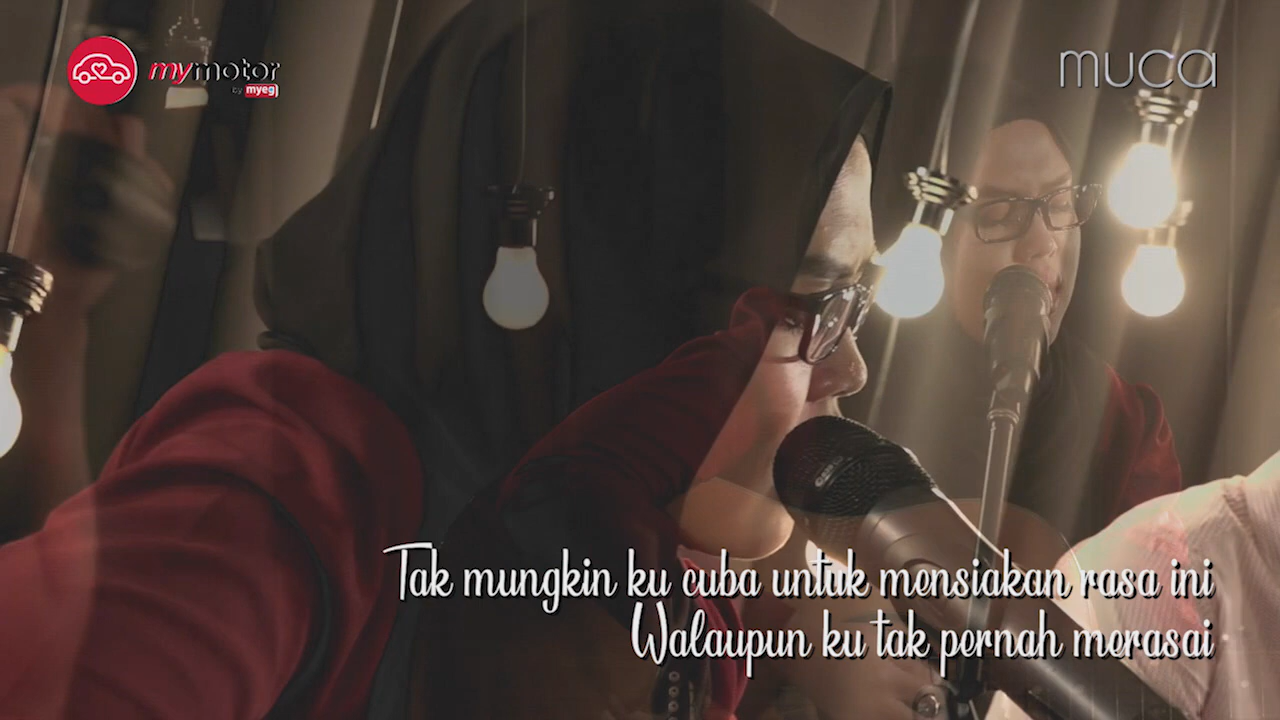 mymotor
by myeg
muca
Tak mungkin ku cuba untuk mensiakan rasa ini
Walaupun ku tak pernah merasai